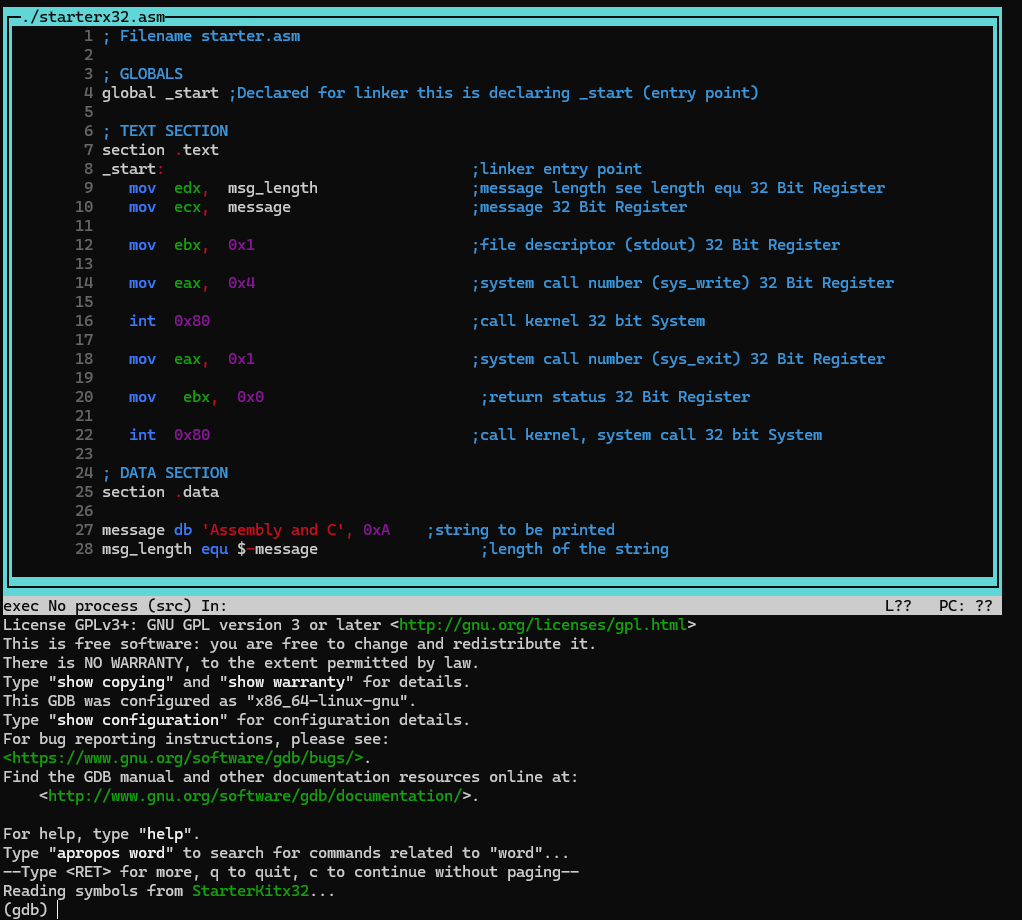 ./starterx32.asm
1 ; Filename starter.asm
2
3 ; GLOBALS
4 global _start ;Declared for linker this is declaring _start (entry point)
5
6 ; TEXT SECTION
7 section .text
8 _start: ;linker entry point
9 mov edx, msg_length ;message length see length equ 32 Bit Register
10 mov ecx, message ;message 32 Bit Register
11
12 mov ebx, 0x1 ;file descriptor (stdout) 32 Bit Register
13
14 mov eax, 0x4 ;system call number (sys_write) 32 Bit Register
15
16 int 0x80 ;call kernel 32 bit System
17
18 mov eax, 0x1 ;system call number (sys_exit) 32 Bit Register
19
20 mov ebx, 0x0 ;return status 32 Bit Register
21
22 int 0x80 ;call kernel, system call 32 bit System
23
24 ; DATA SECTION
25 section .data
26
27 message db 'Assembly and C', 0xA ;string to be printed
28 msg_length equ $-message ;length of the string
exec No process (src) In: L?? PC: ??
License GPLv3+: GNU GPL version 3 or later <http://gnu.org/licenses/gpl.html>
This is free software: you are free to change and redistribute it.
There is NO WARRANTY, to the extent permitted by law.
Type "show copying" and "show warranty" for details.
This GDB was configured as "x86_64-linux-gnu".
Type "show configuration" for configuration details.
For bug reporting instructions, please see:
<https://www.gnu.org/software/gdb/bugs/>.
Find the GDB manual and other documentation resources online at:
<http://www.gnu.org/software/gdb/documentation/>.
For help, type "help".
Type "apropos word" to search for commands related to "word"...
--Type <RET> for more, q to quit, c to continue without paging--
Reading symbols from StarterKitx32...
(gdb)